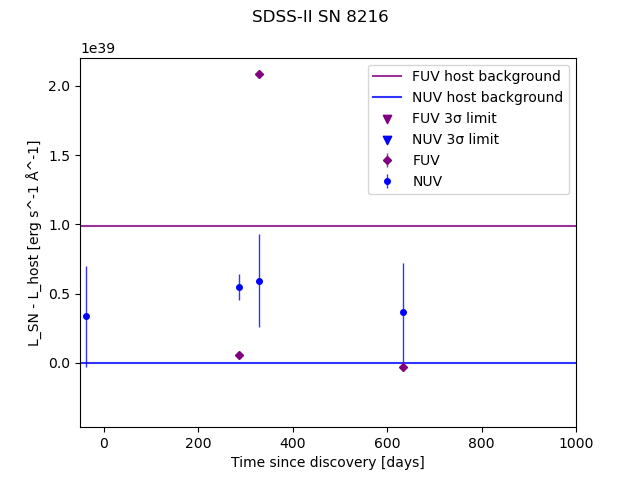 SDSS-II SN 8216
1e39
FUV host background
NUV host background
FUV 3σ limit
NUV 3σ limit
FUV
NUV
2.0
1.5
1.0
0.5
0.0
L_SN - L_host [erg s^-1 Å^-1]
0
200
400
600
800
1000
Time since discovery [days]